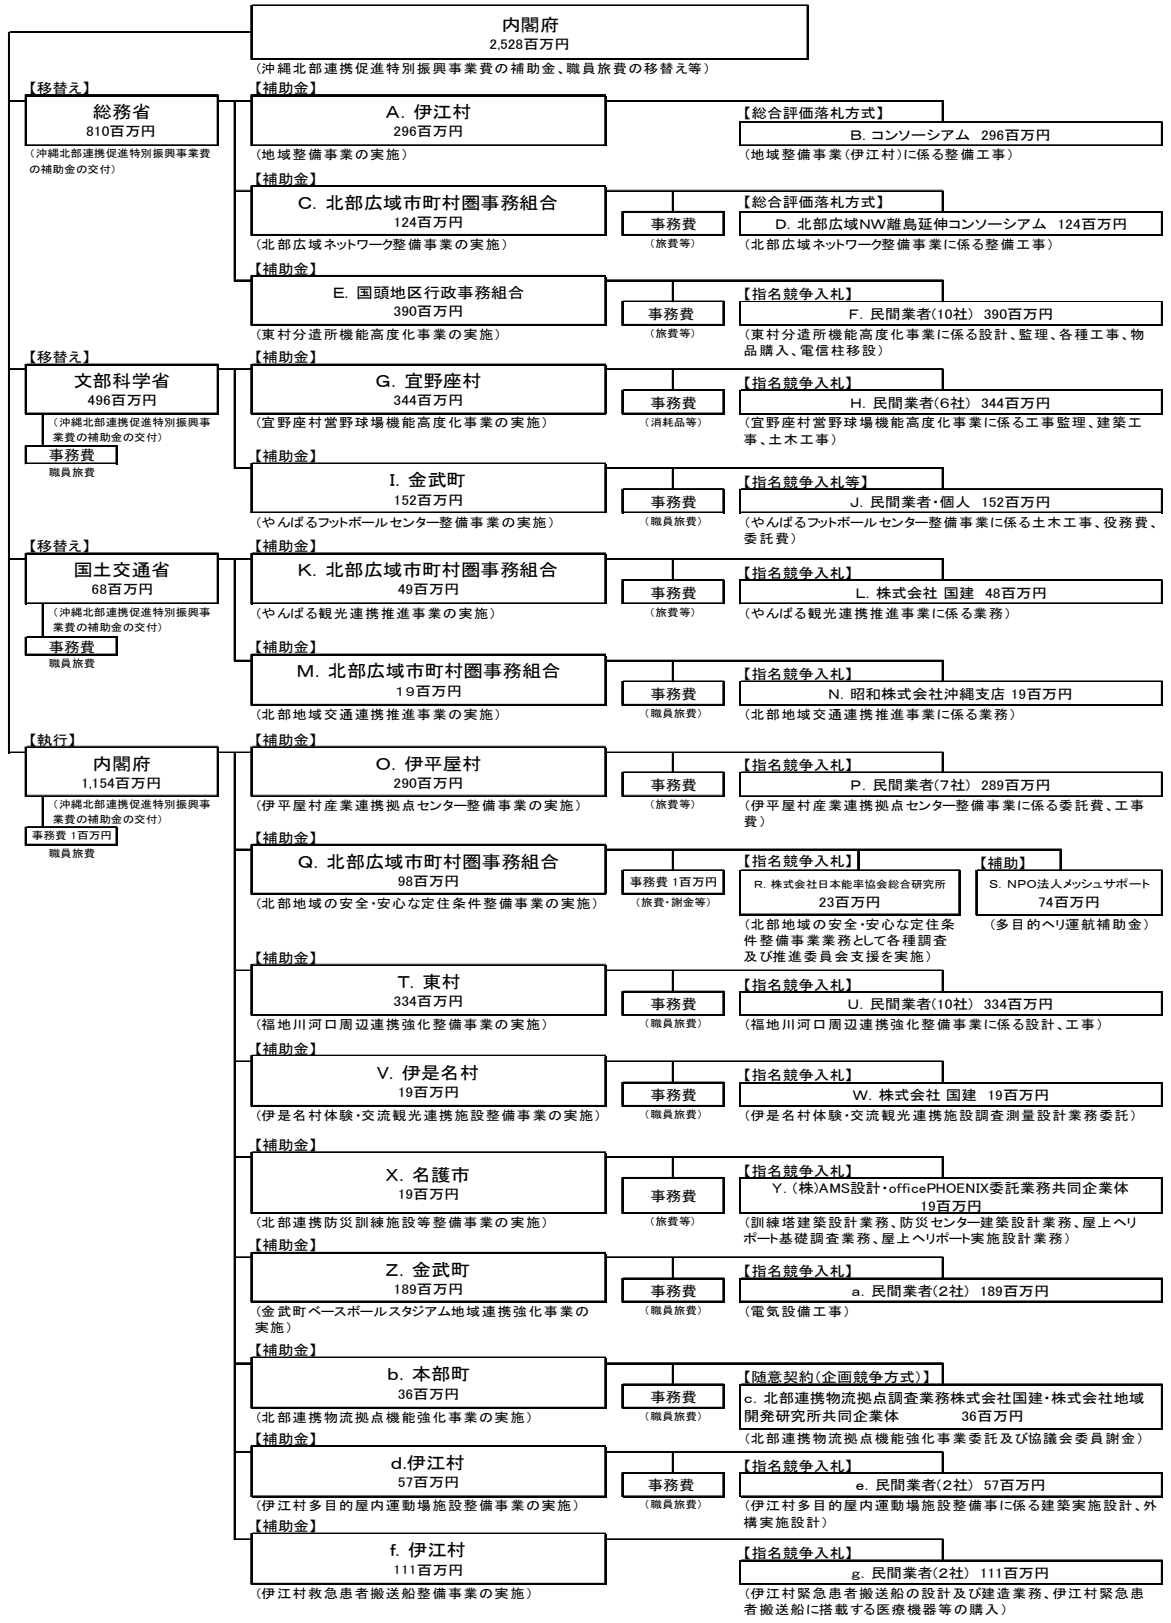 内閣府
2,528百万円
(沖縄北部連携促進特別振興事業費の補助金、職員旅費の移替え等)
【移替え】
総務省
810百万円
(沖縄北部連携促進特別振興事業費
の補助金の交付)
【補助金】
A. 伊江村
296百万円
(地域整備事業の実施)
【総合評価落札方式】
B. コンソーシアム 296百万円
(地域整備事業(伊江村)に係る整備工事)
【補助金】
C. 北部広域市町村圏事務組合
124百万円
(北部広域ネットワーク整備事業の実施)
事務費
(旅費等)
【総合評価落札方式】
D. 北部広域NW離島延伸コンソーシアム 124百万円
(北部広域ネットワーク整備事業に係る整備工事)
【補助金】
E. 国頭地区行政事務組合
390百万円
(東村分遣所機能高度化事業の実施)
事務費
(旅費等)
【指名競争入札】
F. 民間業者(10社) 390百万円
(東村分遣所機能高度化事業に係る設計、監理、各種工事、物
品購入、電信柱移設)
【移替え】
文部科学省
496百万円
(沖縄北部連携促進特別振興事
業費の補助金の交付)
事務費
職員旅費
【補助金】
G. 宜野座村
344百万円
(宜野座村営野球場機能高度化事業の実施)
事務費
(消耗品等)
【指名競争入札】
H. 民間業者(6社) 344百万円
(宜野座村営野球場機能高度化事業に係る工事監理、建築工
事、土木工事)
【補助金】
I. 金武町
152百万円
(やんばるフットボールセンター整備事業の実施)
事務費
(職員旅費)
【指名競争入札等】
J. 民間業者・個人 152百万円
(やんばるフットボールセンター整備事業に係る土木工事、役務費、
委託費)
【移替え】
国土交通省
68百万円
(沖縄北部連携促進特別振興事
業費の補助金の交付)
事務費
職員旅費
【補助金】
K. 北部広域市町村圏事務組合
49百万円
(やんばる観光連携推進事業の実施)
事務費
(旅費等)
【指名競争入札】
L. 株式会社 国建 48百万円
(やんばる観光連携推進事業に係る業務)
【補助金】
M. 北部広域市町村圏事務組合
19百万円
(北部地域交通連携推進事業の実施)
事務費
(職員旅費)
【指名競争入札】
N. 昭和株式会社沖縄支店 19百万円
(北部地域交通連携推進事業に係る業務)
【執行】
内閣府
1,154百万円
(沖縄北部連携促進特別振興事
業費の補助金の交付)
事務費 1百万円
職員旅費
【補助金】
O. 伊平屋村
290百万円
(伊平屋村産業連携拠点センター整備事業の実施)
事務費
(旅費等)
【指名競争入札】
P. 民間業者(7社) 289百万円
(伊平屋村産業連携拠点センター整備事業に係る委託費、工事
費)
【補助金】
Q. 北部広域市町村圏事務組合
98百万円
(北部地域の安全・安心な定住条件整備事業の実施)
事務費 1百万円
(旅費・謝金等)
【指名競争入札】
R. 株式会社日本能率協会総合研究所
23百万円
(北部地域の安全・安心な定住条
件整備事業業務として各種調査
及び推進委員会支援を実施)
【補助】
S. NPO法人メッシュサポート
74百万円
(多目的ヘリ運航補助金)
【補助金】
T. 東村
334百万円
(福地川河口周辺連携強化整備事業の実施)
事務費
(職員旅費)
【指名競争入札】
U. 民間業者(10社) 334百万円
(福地川河口周辺連携強化整備事業に係る設計、工事)
【補助金】
V. 伊是名村
19百万円
(伊是名村体験・交流観光連携施設整備事業の実施)
事務費
(職員旅費)
【指名競争入札】
W. 株式会社 国建 19百万円
(伊是名村体験・交流観光連携施設調査測量設計業務委託)
【補助金】
X. 名護市
19百万円
(北部連携防災訓練施設等整備事業の実施)
事務費
(旅費等)
【指名競争入札】
Y. (株)AMS設計・officePHOENIX委託業務共同企業体
19百万円
(訓練塔建築設計業務、防災センター建築設計業務、屋上ヘリ
ポート基礎調査業務、屋上ヘリポート実施設計業務)
【補助金】
Z. 金武町
189百万円
(金武町ベースボールスタジアム地域連携強化事業の
実施)
事務費
(職員旅費)
【指名競争入札】
a. 民間業者(2社) 189百万円
(電気設備工事)
【補助金】
b. 本部町
36百万円
(北部連携物流拠点機能強化事業の実施)
事務費
(職員旅費)
【随意契約(企画競争方式)】
c. 北部連携物流拠点調査業務株式会社国建・株式会社地域
開発研究所共同企業体 36百万円
(北部連携物流拠点機能強化事業委託及び協議会委員謝金)
【補助金】
d.伊江村
57百万円
(伊江村多目的屋内運動場施設整備事業の実施)
事務費
(職員旅費)
【指名競争入札】
e. 民間業者(2社) 57百万円
(伊江村多目的屋内運動場施設整備事に係る建築実施設計、外
構実施設計)
【補助金】
f. 伊江村
111百万円
(伊江村救急患者搬送船整備事業の実施)
【指名競争入札】
g. 民間業者(2社) 111百万円
(伊江村緊急患者搬送船の設計及び建造業務、伊江村緊急患
者搬送船に搭載する医療機器等の購入)